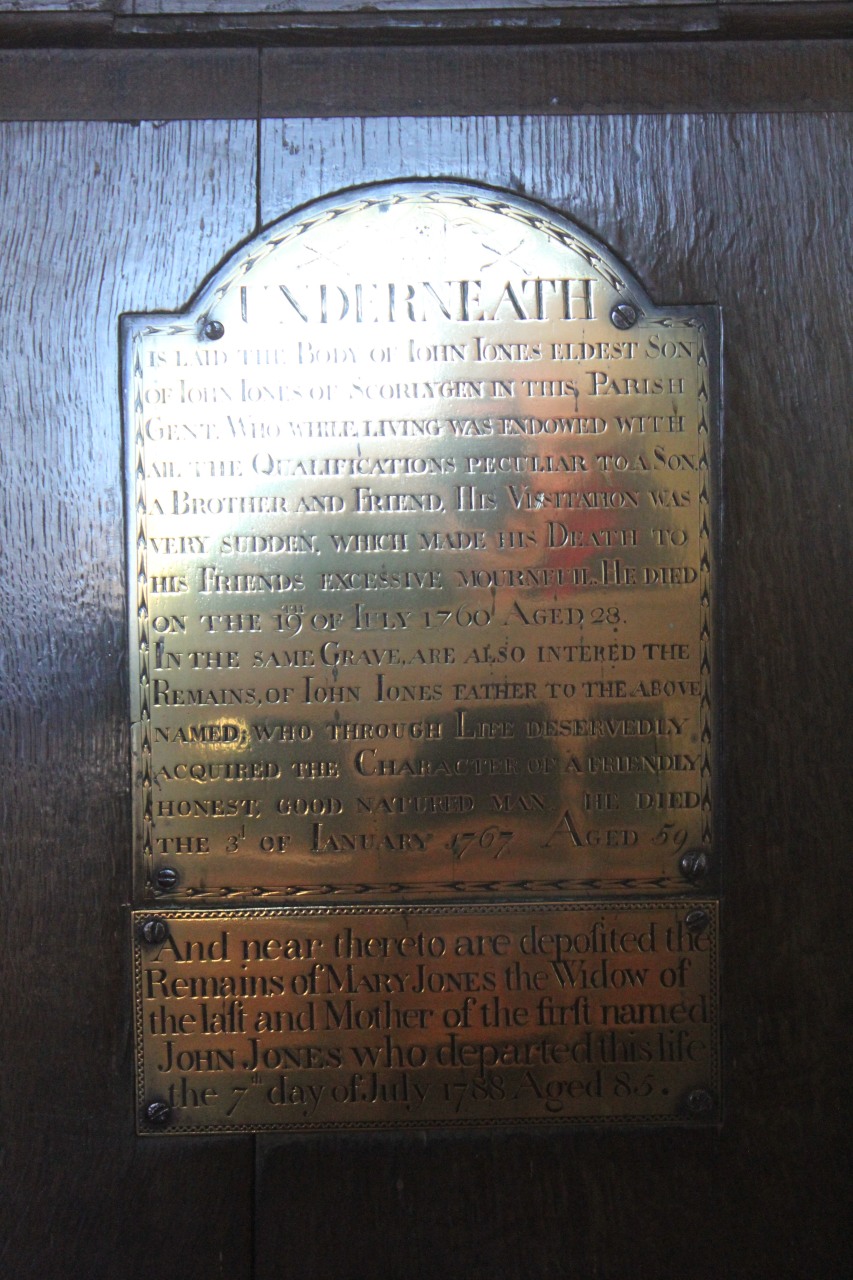 UNDERNEATH
IS LAID THE BODY OF IOHN IONES ELDEST SON
OF IOHN IONES OF SCORLYGEN IN THIS PARISH
GENT. WHO WHILE LIVING WAS ENDOWED WITH
All THE QUALIFICATIONS PECULIAR TO A SON,
A BROTHER AND FRIEND, HIS VISSITATION WAS
VERY SUDDEN, WHICH MADE HIS DEATH TO
HIS FRIENDS EXCESSIVE MOURNFUL. HE DIED
ON THE 19TH OF IULY 1760 AGED 28.
IN THE SAME GRAVE, ARE ALSO INTERED THE
REMAINS, OF IOHN IONES FATHER TO THE ABOVE
NAMED; WHO THROUGH LIFE DESERVEDLY
ACQUIRED THE CHARACTER OF A FRIENDLY
HONEST, GOOD NATURED MAN. HE DIED
THE 3d OF IANUARY 1767 AGED 59
And near thereto are depoſited the
Remains of MARY JONES the Widow of
the laſt and Mother of the firſt named
JOHN JONES who departed this life
the 7th day of July 1788 Aged 85.